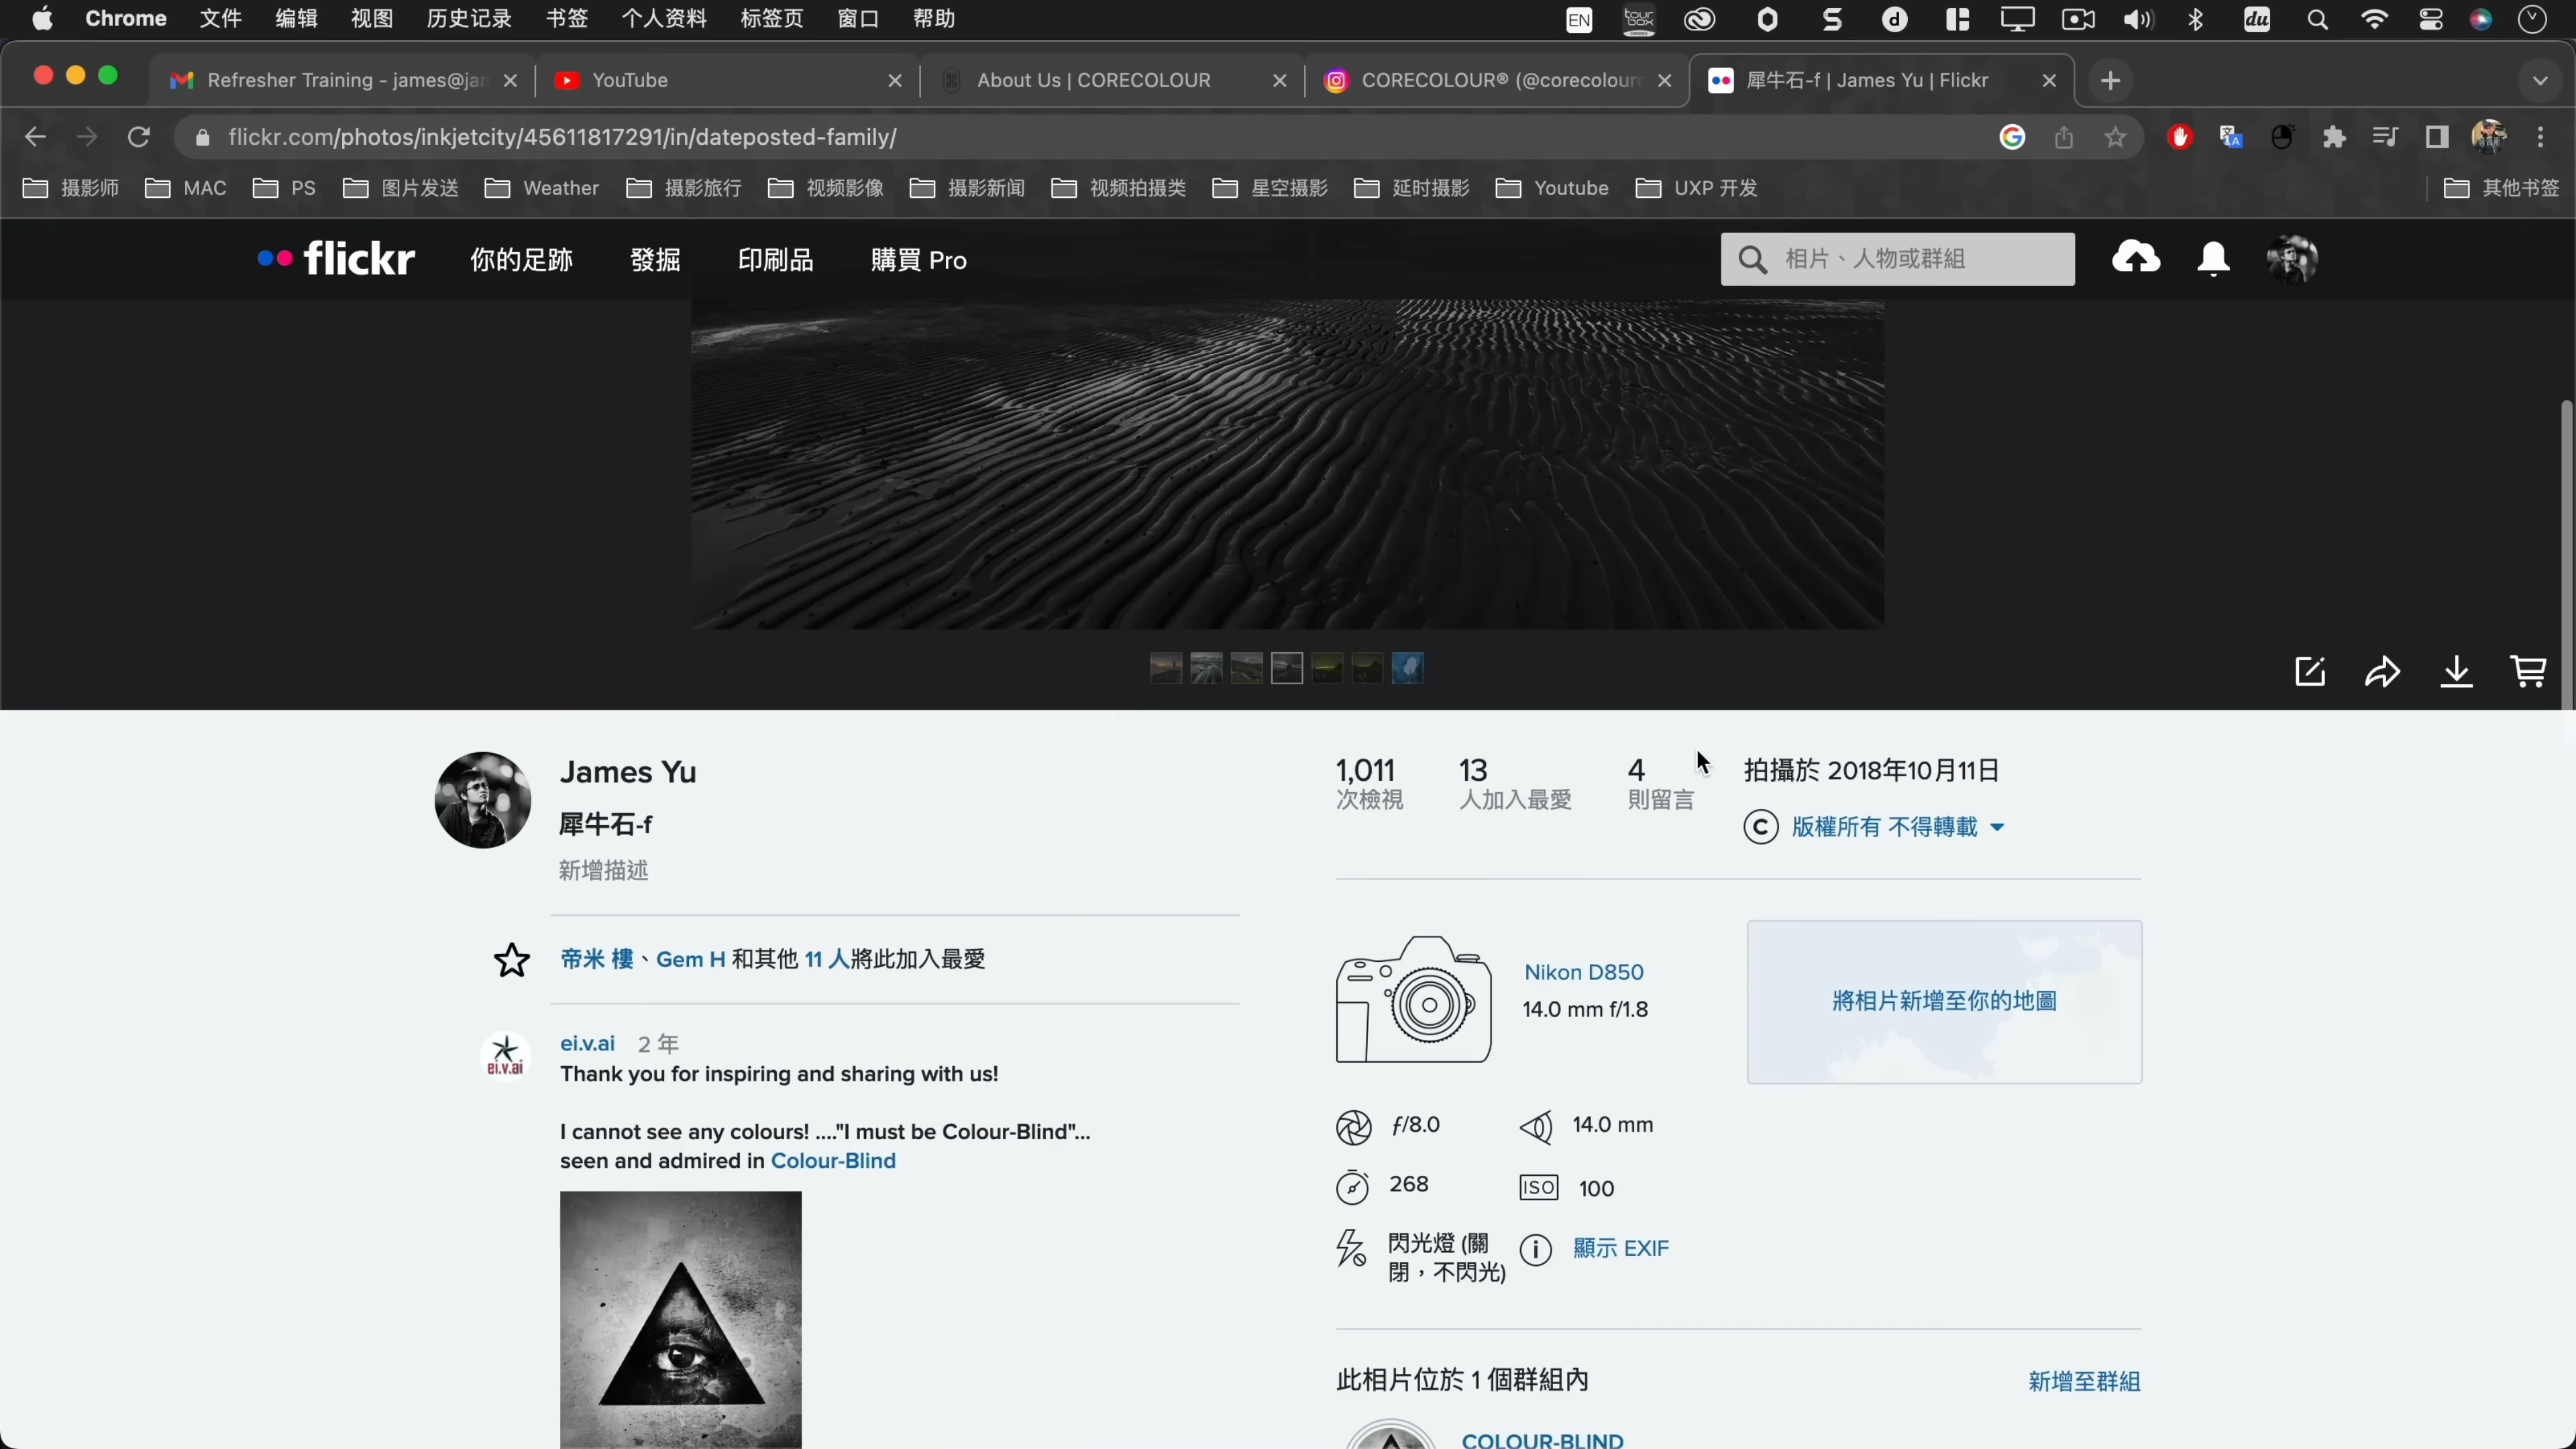 Chrome 文件 编辑 视图 历史记录 书签 个人资料 标签页 窗口 帮助 EN tour box CONSOLE S d du
Refresher Training - james@jan
YouTube
About Us | CORECOLOUR
CORECOLOUR® (@corecolour
犀牛石-f | James Yu | Flickr
flickr.com/photos/inkjetcity/45611817291/in/dateposted-family/
摄影师 MAC PS 图片发送 Weather 摄影旅行 视频影像 摄影新闻 视频拍摄类 星空摄影 延时摄影 Youtube UXP 开发 其他书签
flickr 你的足跡 發掘 印刷品 購買 Pro 相片、人物或群組
James Yu
犀牛石-f
新增描述
帝米 樓、Gem H 和其他 11 人將此加入最愛
ei.v.ai
ei.v.ai 2 年
Thank you for inspiring and sharing with us!
I cannot see any colours! ...."I must be Colour-Blind"...
seen and admired in Colour-Blind
1,011 13 4
次檢視 人加入最愛 則留言
拍攝於 2018年10月11日
C 版權所有 不得轉載
Nikon D850
14.0 mm f/1.8
將相片新增至你的地圖
ƒ/8.0 14.0 mm
268 ISO 100
閃光燈 (關
閉，不閃光)
顯示 EXIF
此相片位於 1 個群組內 新增至群組
COLOUR-BLIND